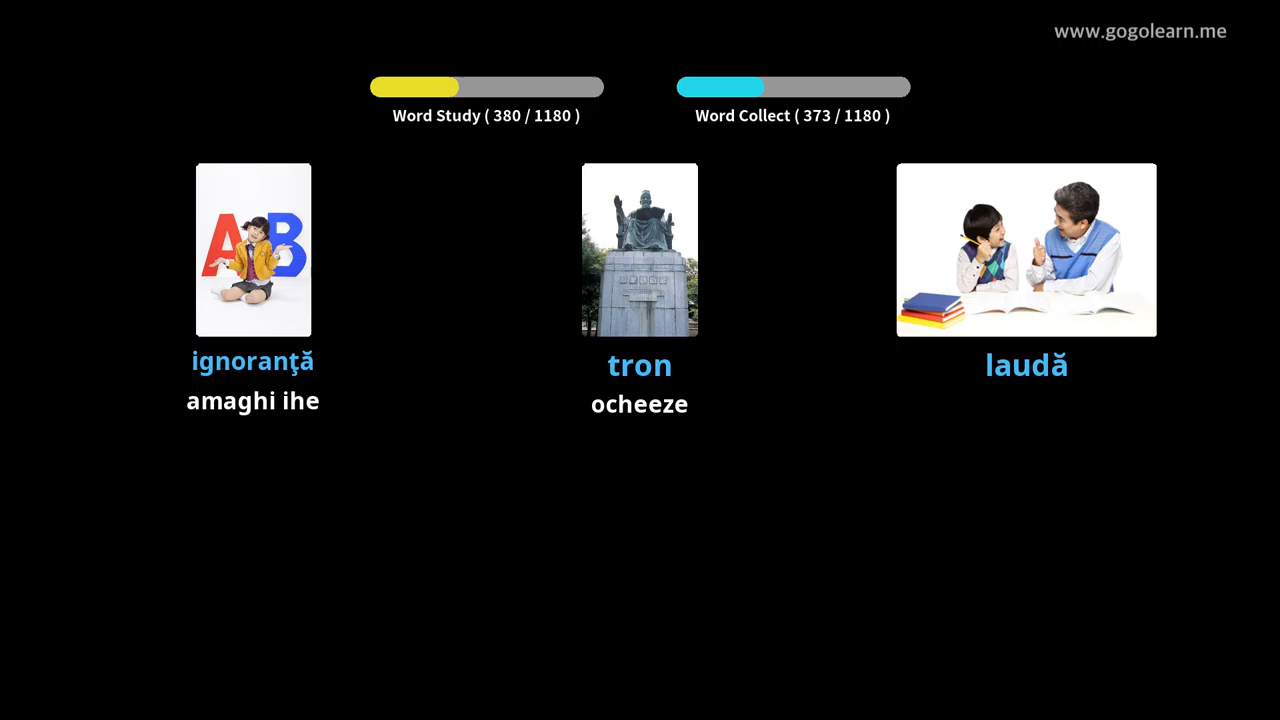 www.gogolearn.me
Word Study ( 380 / 1180 )
Word Collect ( 373 / 1180 )
A B
ignoranţă
amaghi ihe
tron
ocheeze
laudă